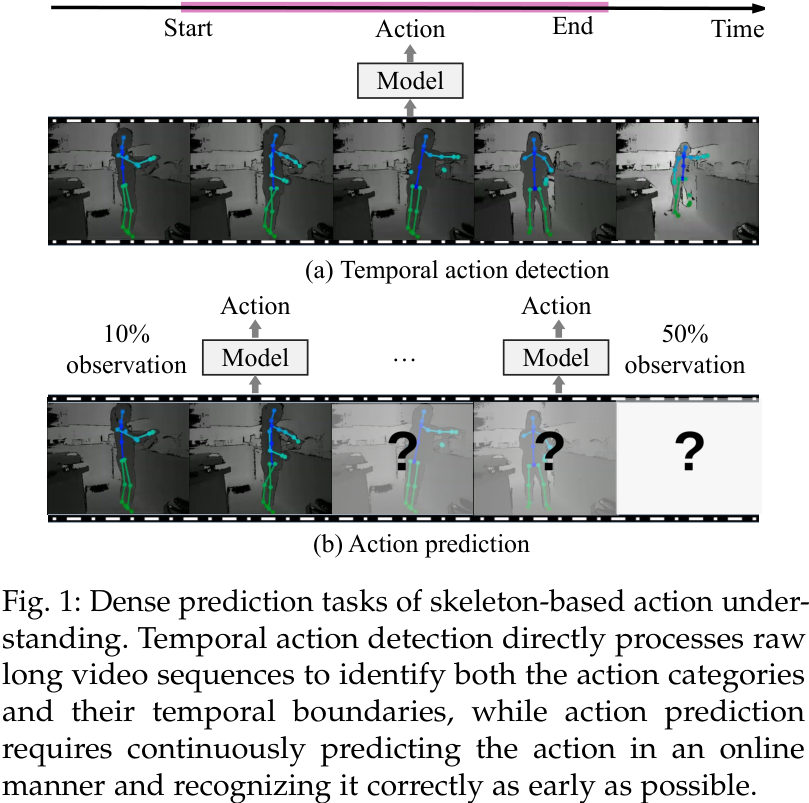 Start Action End Time
Model
(a) Temporal action detection
Action Action
10% 50%
observation Model … Model observation
? ? ?
(b) Action prediction
Fig. 1: Dense prediction tasks of skeleton-based action under-
standing. Temporal action detection directly processes raw
long video sequences to identify both the action categories
and their temporal boundaries, while action prediction
requires continuously predicting the action in an online
manner and recognizing it correctly as early as possible.